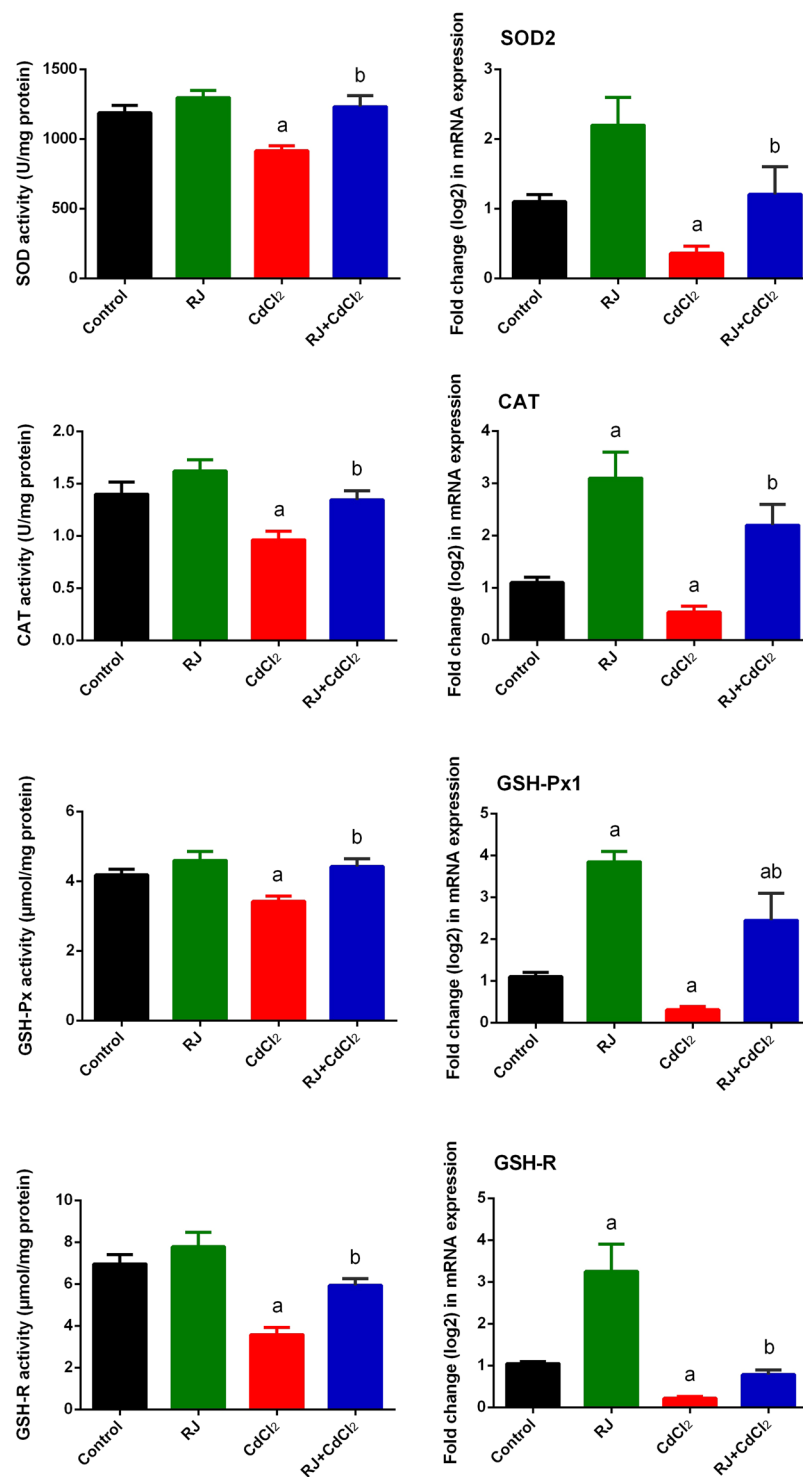 SOD activity (U/mg protein)
1500
1000
500
0
b
a
Control
RJ
CdCl₂
RJ+CdCl₂
SOD2
Fold change (log2) in mRNA expression
3
2
1
0
b
a
Control
RJ
CdCl₂
RJ+CdCl₂
CAT activity (U/mg protein)
2.0
1.5
1.0
0.5
0.0
b
a
Control
RJ
CdCl₂
RJ+CdCl₂
CAT
Fold change (log2) in mRNA expression
4
3
2
1
0
a
b
a
Control
RJ
CdCl₂
RJ+CdCl₂
GSH-Px activity (µmol/mg protein)
6
4
2
0
b
a
Control
RJ
CdCl₂
RJ+CdCl₂
GSH-Px1
Fold change (log2) in mRNA expression
5
4
3
2
1
0
a
ab
a
Control
RJ
CdCl₂
RJ+CdCl₂
GSH-R activity (µmol/mg protein)
10
8
6
4
2
0
b
a
Control
RJ
CdCl₂
RJ+CdCl₂
GSH-R
Fold change (log2) in mRNA expression
5
4
3
2
1
0
a
b
a
Control
RJ
CdCl₂
RJ+CdCl₂